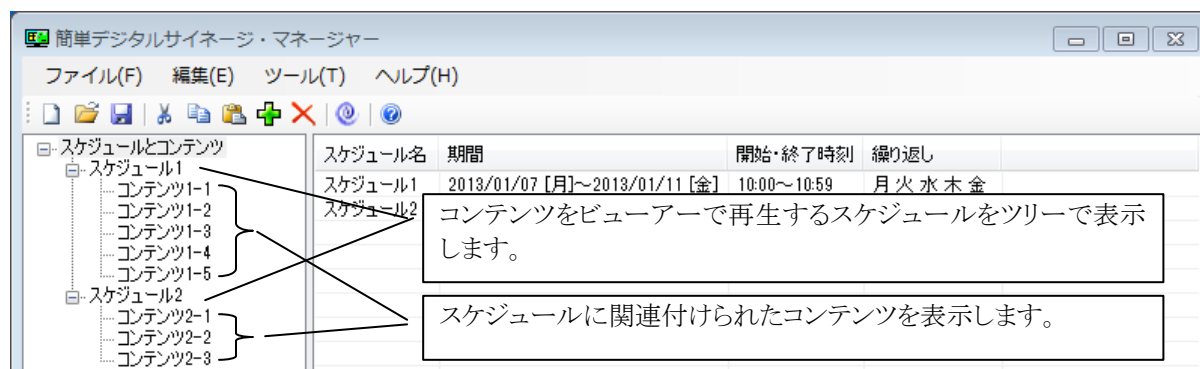 簡単デジタルサイネージ・マネージャー
ファイル(F) 編集(E) ツール(T) ヘルプ(H)
スケジュールとコンテンツ
スケジュール1
コンテンツ1-1
コンテンツ1-2
コンテンツ1-3
コンテンツ1-4
コンテンツ1-5
スケジュール2
コンテンツ2-1
コンテンツ2-2
コンテンツ2-3
スケジュール名 期間 開始・終了時刻 繰り返し
スケジュール1 2013/01/07 [月]~2013/01/11 [金] 10:00~10:59 月 火 水 木 金
スケジュール2
コンテンツをビューアーで再生するスケジュールをツリーで表示
します。
スケジュールに関連付けられたコンテンツを表示します。